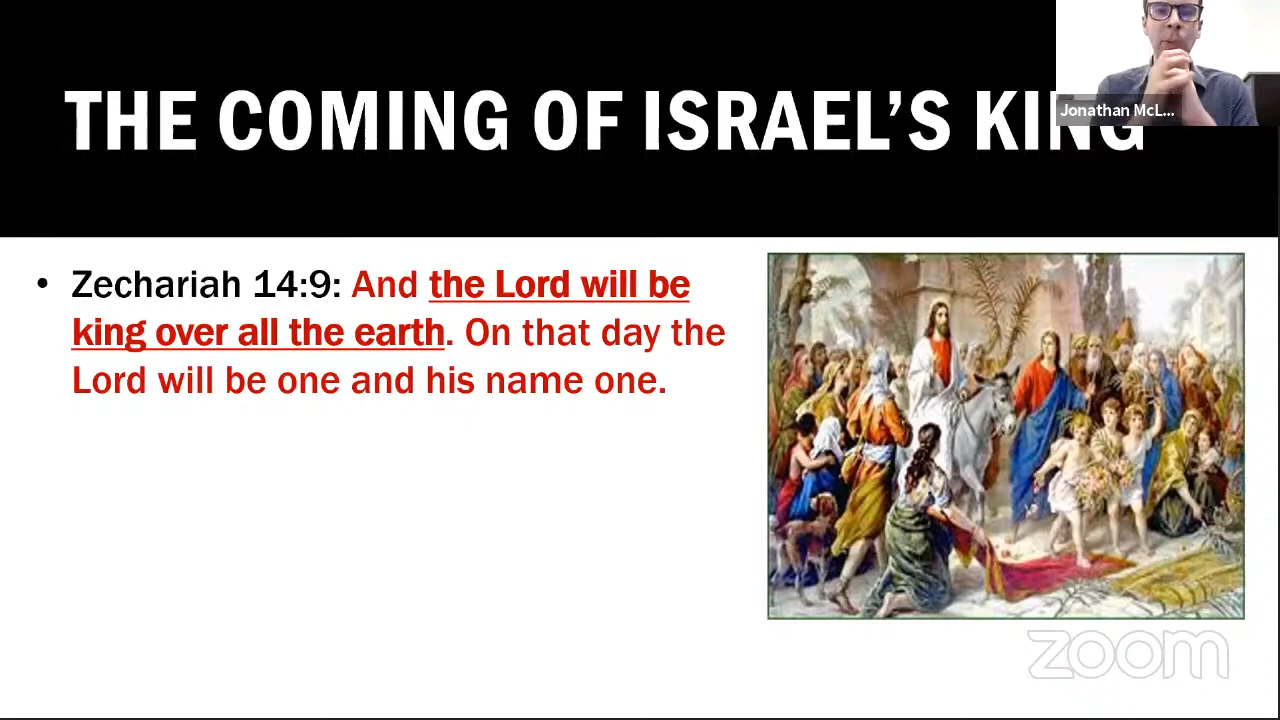 THE COMING OF ISRAEL'S KING
Jonathan McL...
• Zechariah 14:9: And the Lord will be
king over all the earth. On that day the
Lord will be one and his name one.
zoom